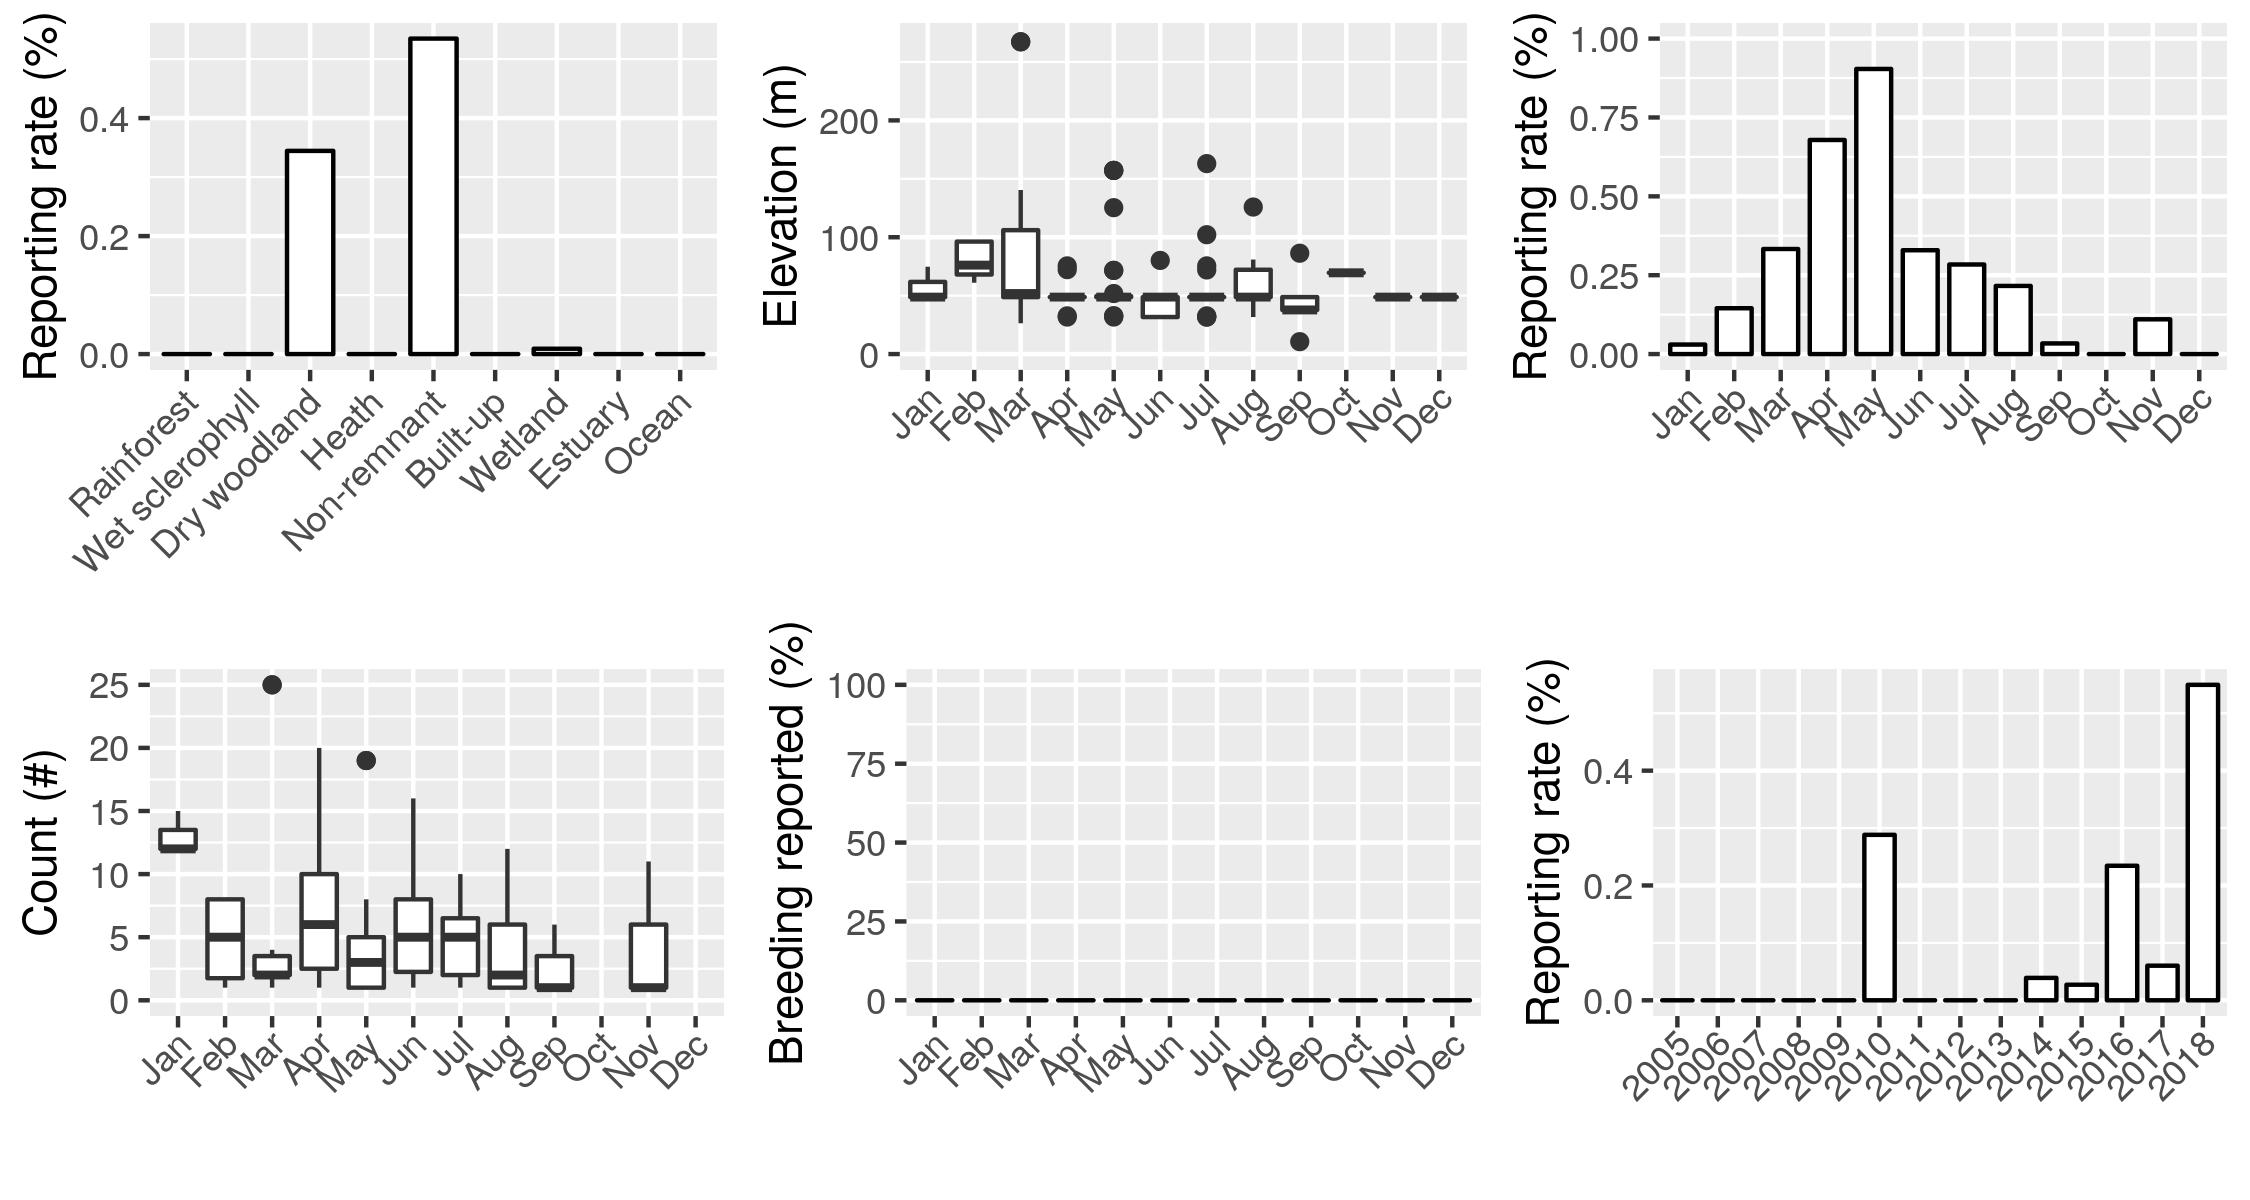 Reporting rate (%)
0.4
0.2
0.0
Rainforest
Wet sclerophyll
Dry woodland
Heath
Non-remnant
Built-up
Wetland
Estuary
Ocean
Elevation (m)
200
100
0
Jan
Feb
Mar
Apr
May
Jun
Jul
Aug
Sep
Oct
Nov
Dec
Reporting rate (%)
1.00
0.75
0.50
0.25
0.00
Jan
Feb
Mar
Apr
May
Jun
Jul
Aug
Sep
Oct
Nov
Dec
Count (#)
25
20
15
10
5
0
Jan
Feb
Mar
Apr
May
Jun
Jul
Aug
Sep
Oct
Nov
Dec
Breeding reported (%)
100
75
50
25
0
Jan
Feb
Mar
Apr
May
Jun
Jul
Aug
Sep
Oct
Nov
Dec
Reporting rate (%)
0.4
0.2
0.0
2005
2006
2007
2008
2009
2010
2011
2012
2013
2014
2015
2016
2017
2018